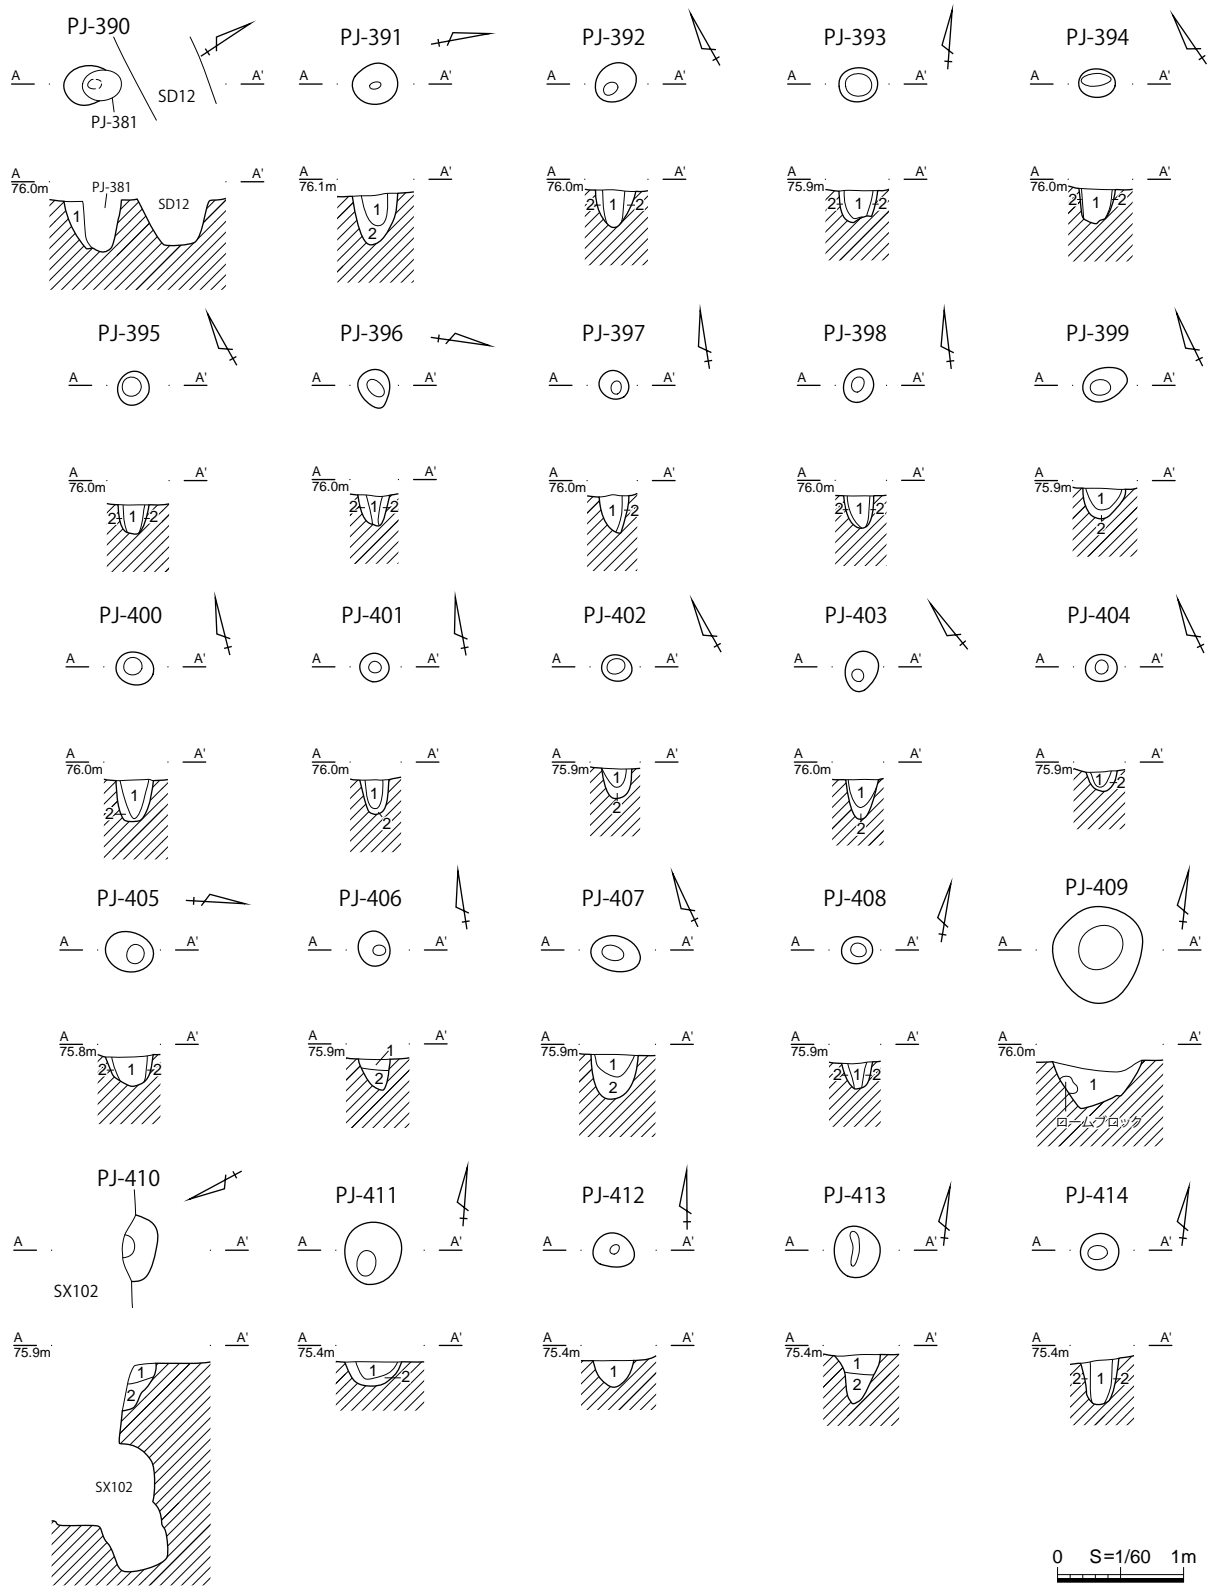 PJ-390
A A'
SD12
PJ-381
A A'
76.0m
PJ-381
SD12
1
PJ-391
A A'
A A'
76.1m
1
2
PJ-392
A A'
A A'
76.0m
2 1 2
PJ-393
A A'
A A'
75.9m
2 1 2
PJ-394
A A'
A A'
76.0m
2 1 2
PJ-395
A A'
A A'
76.0m
2 1 2
PJ-396
A A'
A A'
76.0m
2 1 2
PJ-397
A A'
A A'
76.0m
1 2
PJ-398
A A'
A A'
76.0m
2 1 2
PJ-399
A A'
A A'
75.9m
1
2
PJ-400
A A'
A A'
76.0m
1
2
PJ-401
A A'
A A'
76.0m
1
2
PJ-402
A A'
A A'
75.9m
1
2
PJ-403
A A'
A A'
76.0m
1
2
PJ-404
A A'
A A'
75.9m
1 2
PJ-405
A A'
A A'
75.8m
2 1 2
PJ-406
A A'
A A'
75.9m
1
2
PJ-407
A A'
A A'
75.9m
1
2
PJ-408
A A'
A A'
75.9m
2 1 2
PJ-409
A A'
A A'
76.0m
1
ロームブロック
PJ-410
A A'
SX102
A A'
75.9m
1
2
SX102
PJ-411
A A'
A A'
75.4m
1
2
PJ-412
A A'
A A'
75.4m
1
PJ-413
A A'
A A'
75.4m
1
2
PJ-414
A A'
A A'
75.4m
2 1 2
0 S=1/60 1m